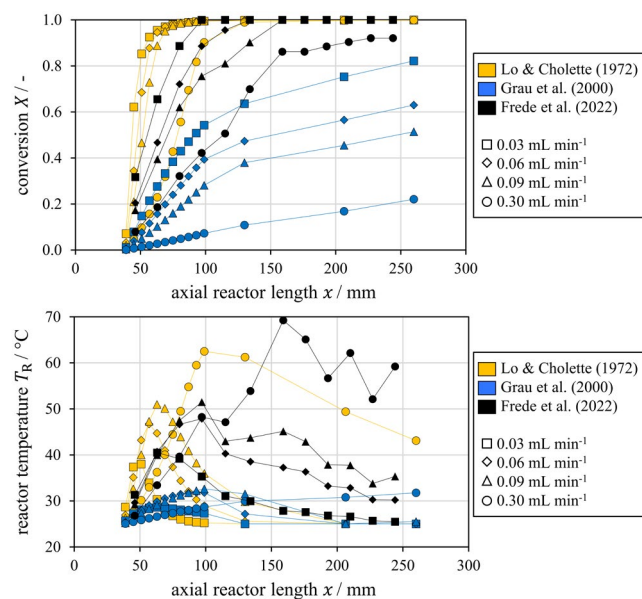 1.0
0.8
0.6
0.4
0.2
0.0
0 50 100 150 200 250 300
conversion X / -
axial reactor length x / mm
Lo & Cholette (1972)
Grau et al. (2000)
Frede et al. (2022)
0.03 mL min-1
0.06 mL min-1
0.09 mL min-1
0.30 mL min-1
70
60
50
40
30
20
0 50 100 150 200 250 300
reactor temperature TR / °C
axial reactor length x / mm
Lo & Cholette (1972)
Grau et al. (2000)
Frede et al. (2022)
0.03 mL min-1
0.06 mL min-1
0.09 mL min-1
0.30 mL min-1